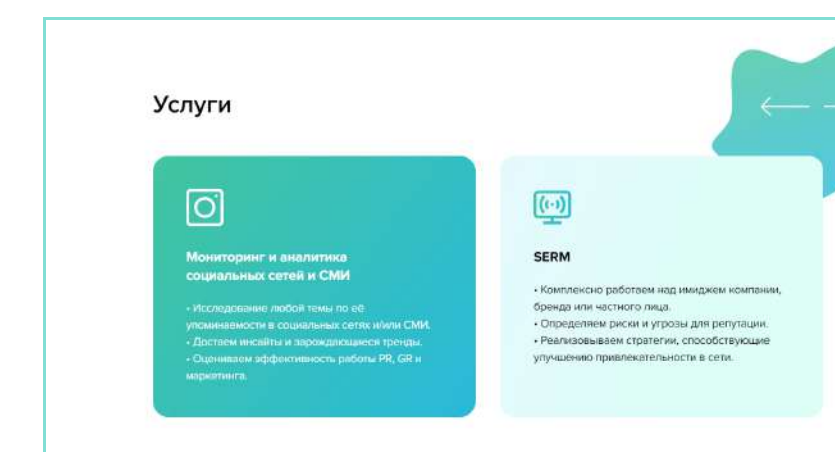 Услуги
Мониторинг и аналитика
социальных сетей и СМИ
• Исследование любой темы по её
упоминаемости в социальных сетях и/или СМИ.
• Достаем инсайты и зарождающиеся тренды.
• Оцениваем эффективность работы PR, GR и
маркетинга.
SERM
• Комплексно работаем над имиджем компании,
бренда или частного лица.
• Определяем риски и угрозы для репутации.
• Реализовываем стратегии, способствующие
улучшению привлекательности в сети.